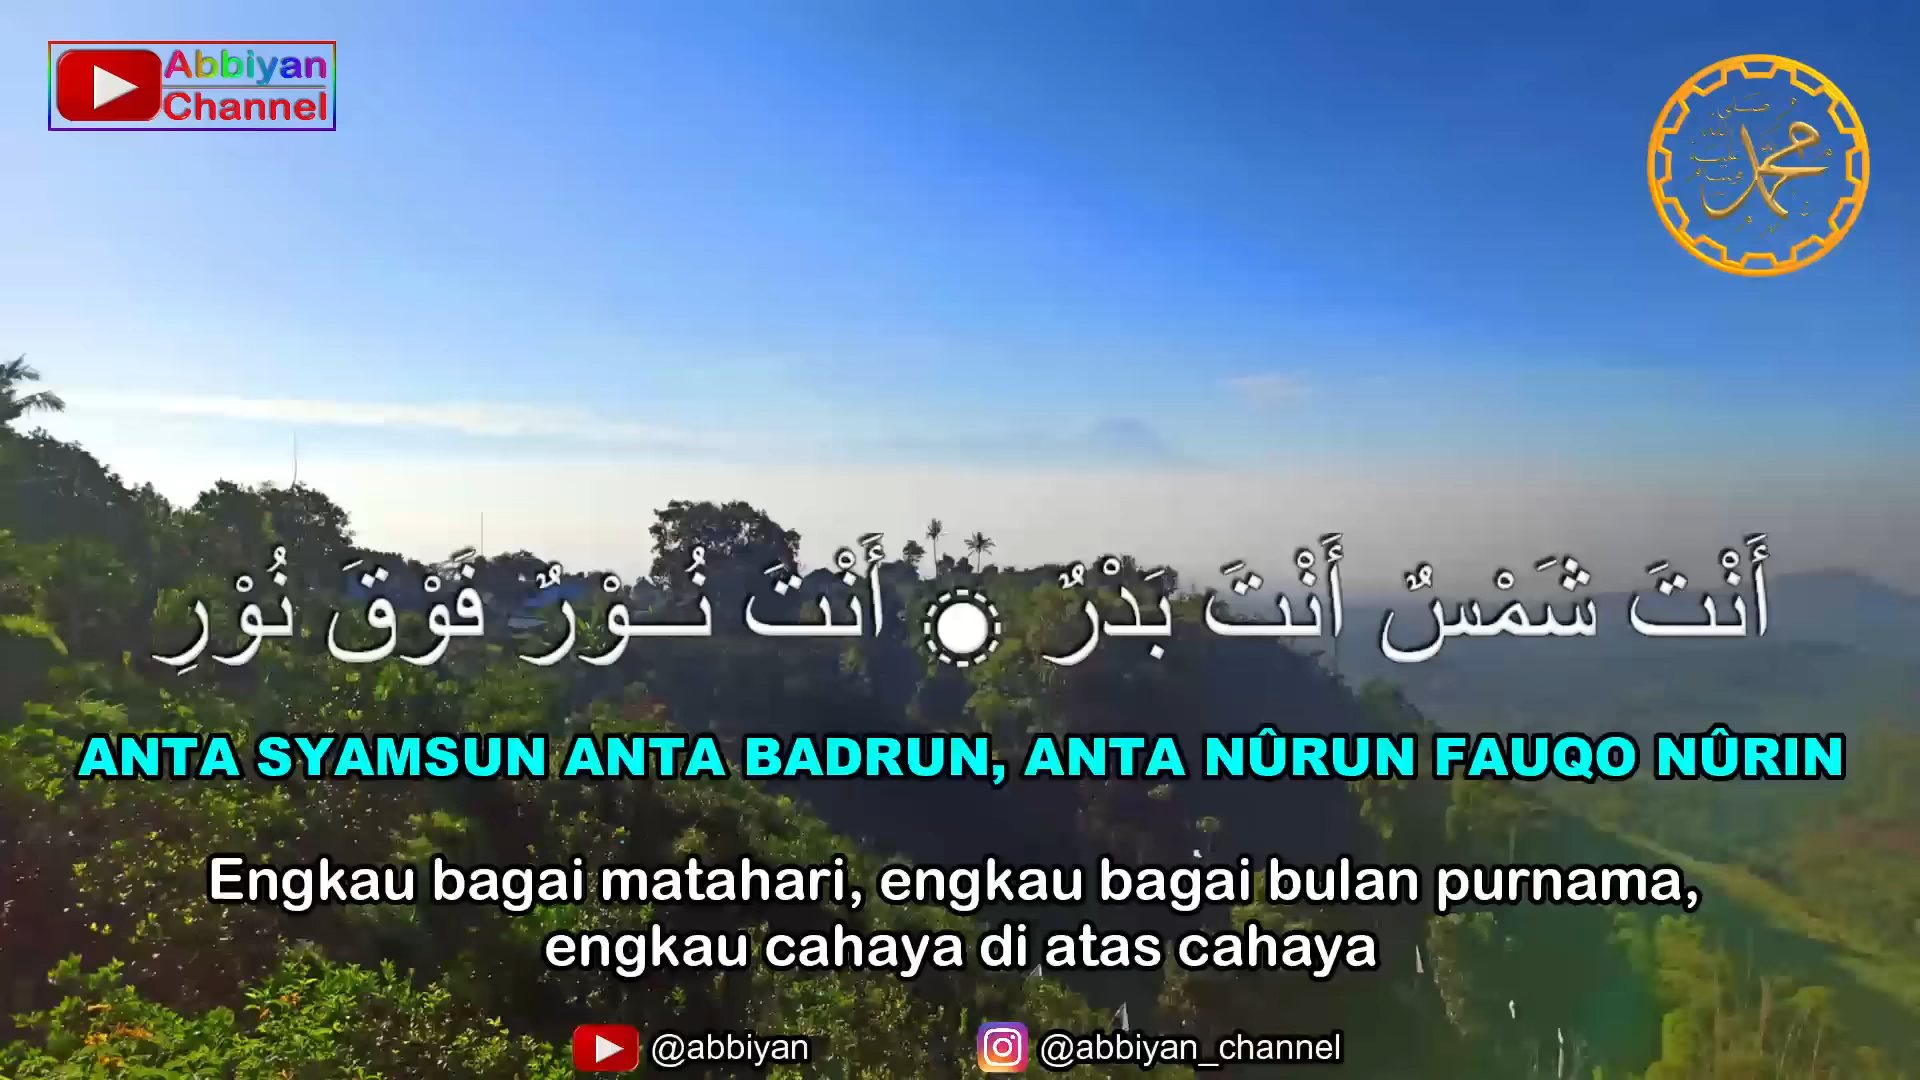 Abbiyan
Channel
محمد
أَنْتَ شَمْسٌ أَنْتَ بَدْرٌ ۞ أَنْتَ نُــوْرٌ فَوْقَ نُوْرِ
ANTA SYAMSUN ANTA BADRUN, ANTA NÛRUN FAUQO NÛRIN
Engkau bagai matahari, engkau bagai bulan purnama,
engkau cahaya di atas cahaya
@abbiyan
@abbiyan_channel